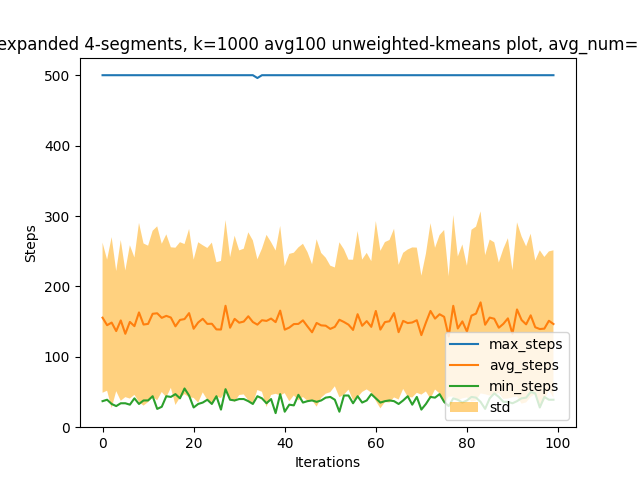 expanded 4-segments, k=1000 avg100 unweighted-kmeans plot, avg_num=
500
400
300
200
100
0
Steps
0 20 40 60 80 100
Iterations
max_steps
avg_steps
min_steps
std